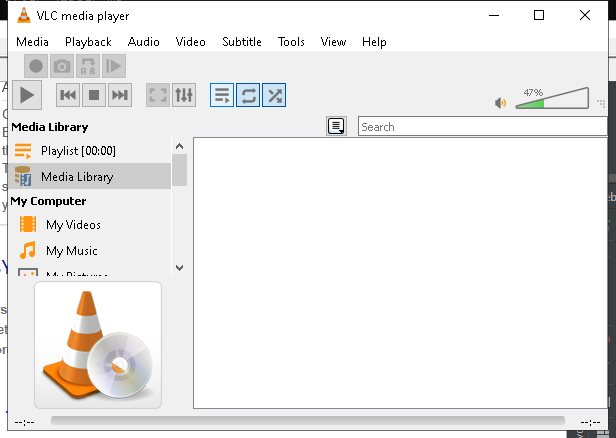 VLC media player
Media Playback Audio Video Subtitle Tools View Help
A B
47%
Media Library
Search
Playlist [00:00]
Media Library
My Computer
My Videos
My Music
My Pictures
--:-- --:--